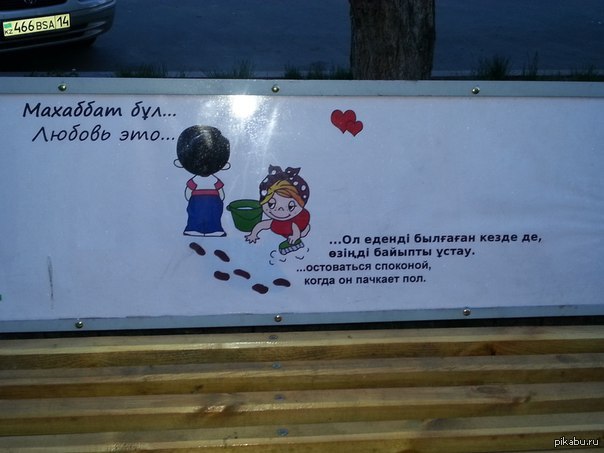 KZ 466 BSA 14
Махаббат бұл...
Любовь это...
...Ол еденді былғаған кезде де,
өзіңді байыпты ұстау.
...остоваться споконой,
когда он пачкает пол.
pikabu.ru